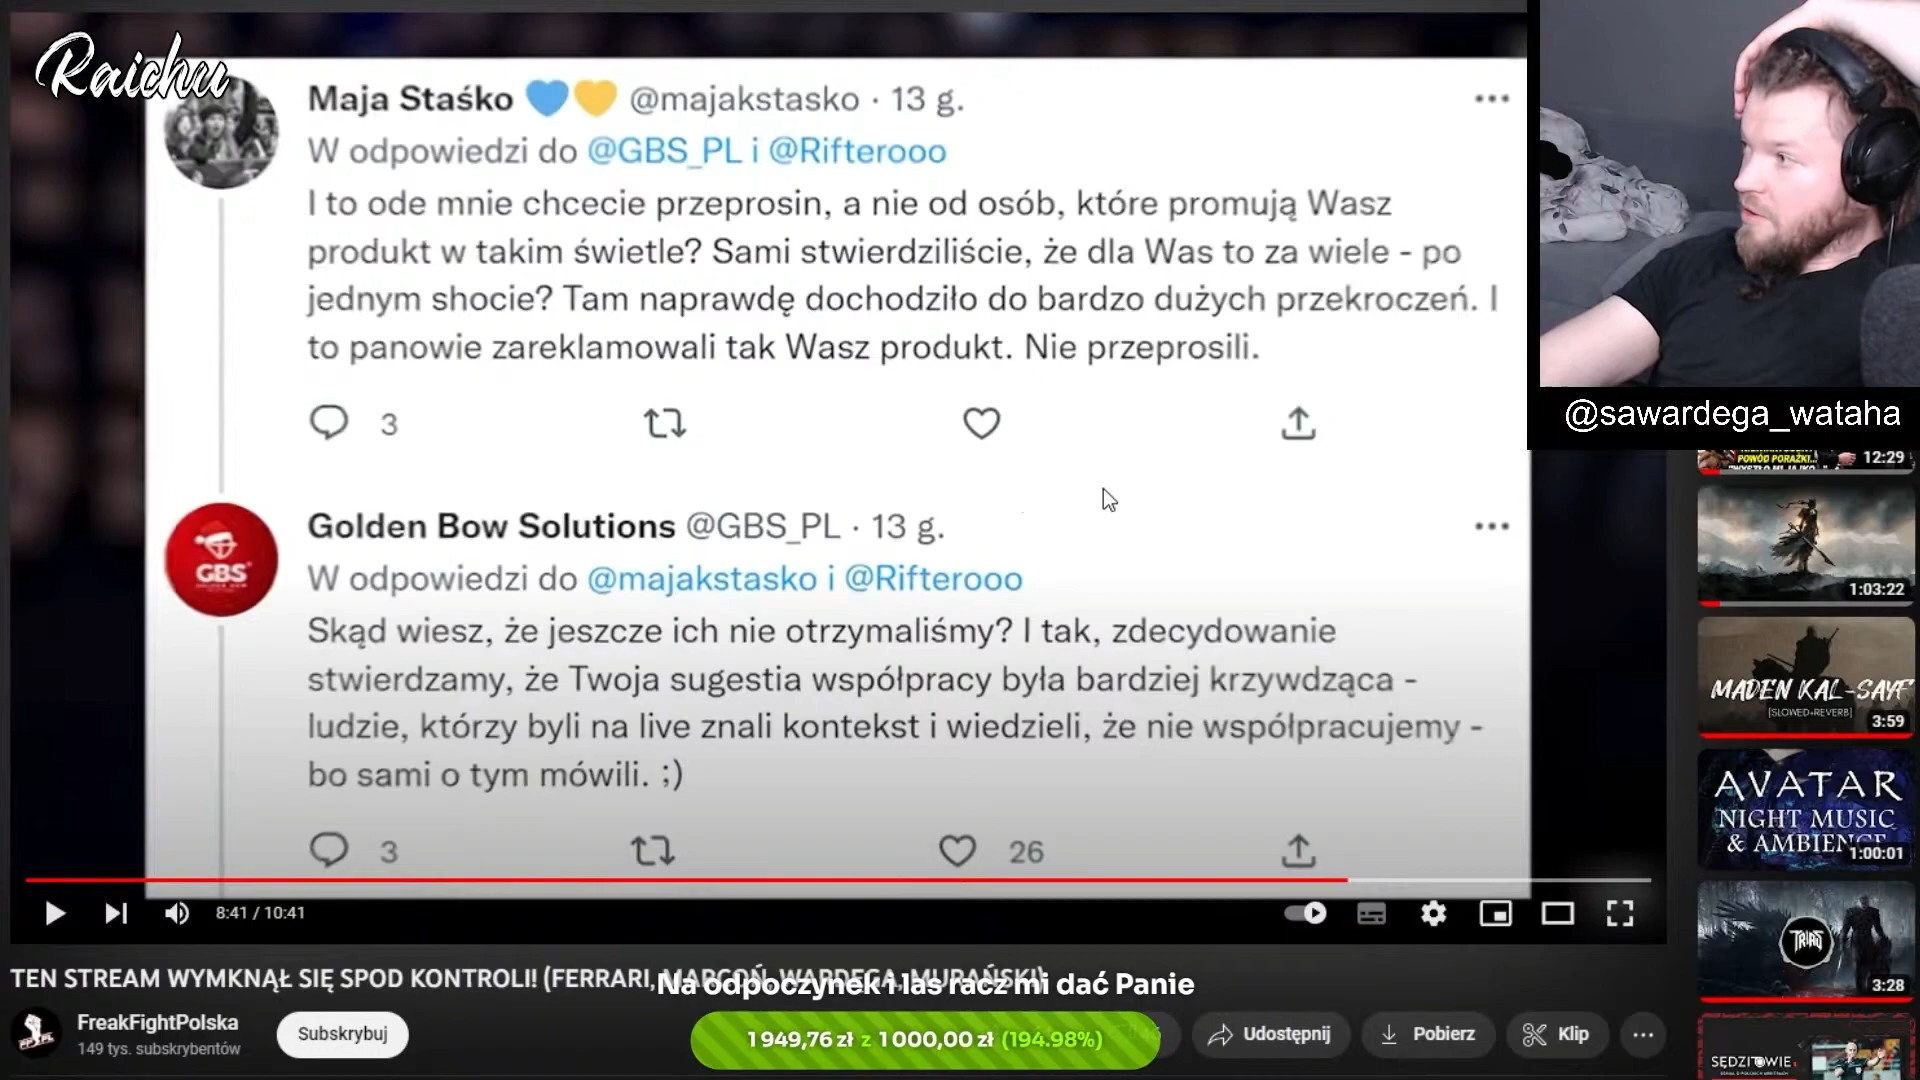 Raichu
Maja Staśko 💙💛 @majakstasko · 13 g.
W odpowiedzi do @GBS_PL i @Rifterooo
I to ode mnie chcecie przeprosin, a nie od osób, które promują Wasz
produkt w takim świetle? Sami stwierdziliście, że dla Was to za wiele - po
jednym shocie? Tam naprawdę dochodziło do bardzo dużych przekroczeń. I
to panowie zareklamowali tak Wasz produkt. Nie przeprosili.
3
GBS
Golden Bow Solutions @GBS_PL · 13 g.
W odpowiedzi do @majakstasko i @Rifterooo
Skąd wiesz, że jeszcze ich nie otrzymaliśmy? I tak, zdecydowanie
stwierdzamy, że Twoja sugestia współpracy była bardziej krzywdząca -
ludzie, którzy byli na live znali kontekst i wiedzieli, że nie współpracujemy -
bo sami o tym mówili. ;)
3
26
8:41 / 10:41
TEN STREAM WYMKNĄŁ SIĘ SPOD KONTROLI! (FERRARI, MARCOŃ, WARDEGA, MURAŃSKI)
Na odpoczynek i las racz mi dać Panie
FreakFightPolska
149 tys. subskrybentów
Subskrybuj
1 949,76 zł z 1 000,00 zł (194.98%)
Udostępnij
Pobierz
Klip
@sawardega_wataha
POWÓD PORAŻKI...
12:29
1:03:22
MADEN KAL-SAYF
[SLOWED+REVERB]
3:59
AVATAR
NIGHT MUSIC
& AMBIENCE
1:00:01
TRIAS
3:28
SĘDZIOWIE